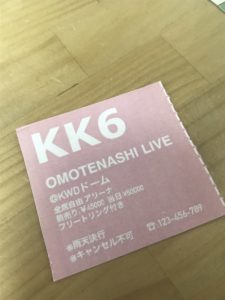 KK6
OMOTENASHI LIVE
@KWDドーム
全席自由 アリーナ
前売り ¥45000 当日 ¥50000
フリードリンク付き
※雨天決行
※キャンセル不可
☎123-456-789